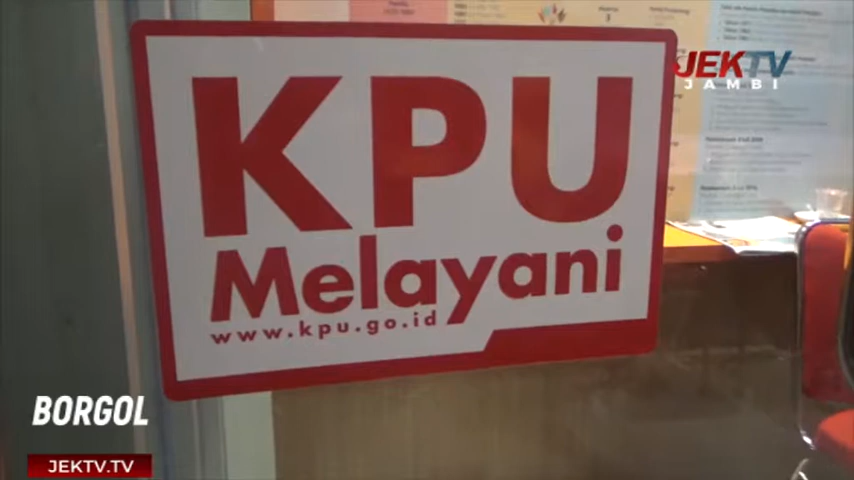 JEKTV
JAMBI
KPU
Melayani
www.kpu.go.id
BORGOL
JEKTV.TV